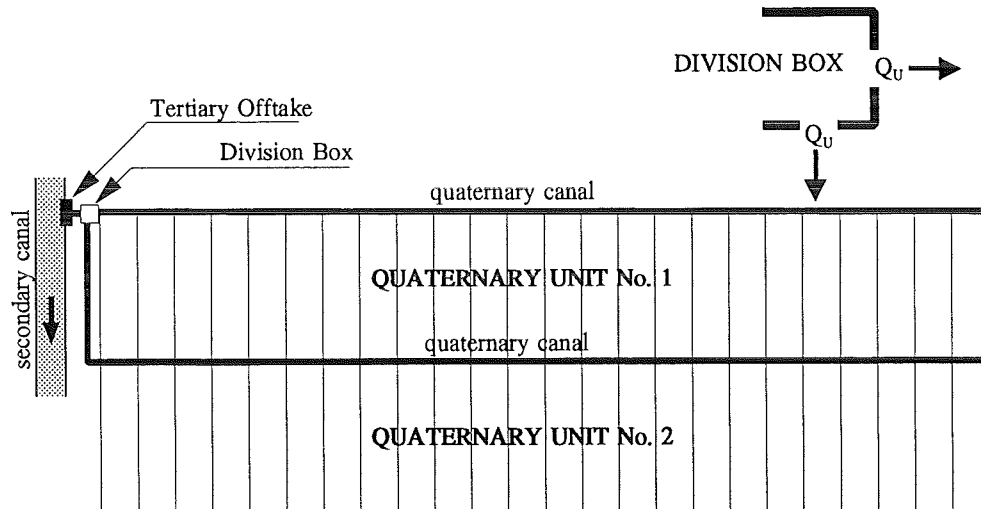 DIVISION BOX
Q_U
Q_U
Tertiary Offtake
Division Box
quaternary canal
secondary canal
QUATERNARY UNIT No. 1
quaternary canal
QUATERNARY UNIT No. 2